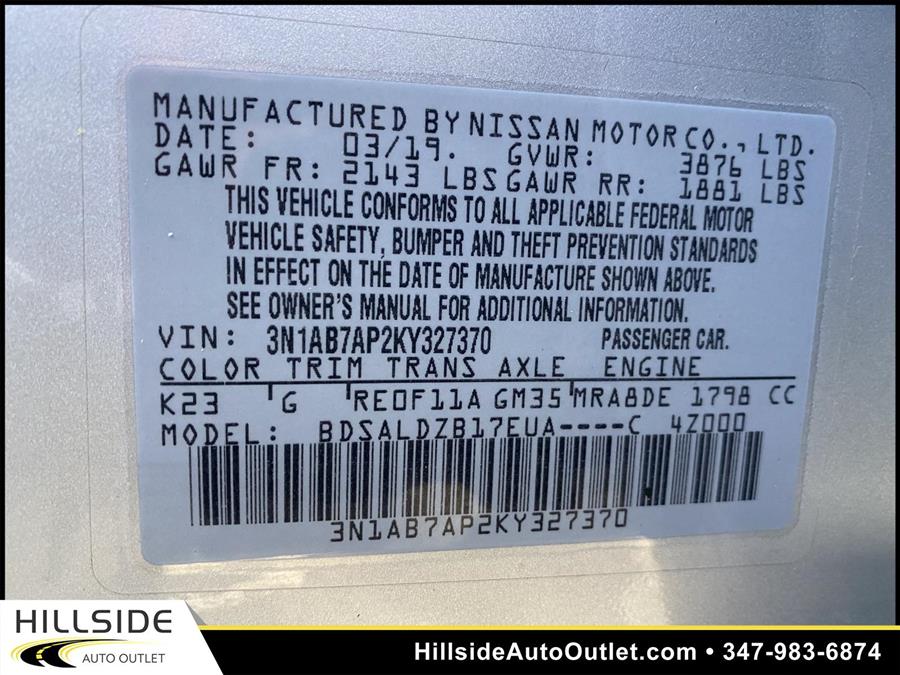 MANUFACTURED BY NISSAN MOTOR CO., LTD.
DATE: 03/19. GVWR: 3876 LBS
GAWR FR: 2143 LBS GAWR RR: 1881 LBS
THIS VEHICLE CONFORMS TO ALL APPLICABLE FEDERAL MOTOR
VEHICLE SAFETY, BUMPER AND THEFT PREVENTION STANDARDS
IN EFFECT ON THE DATE OF MANUFACTURE SHOWN ABOVE.
SEE OWNER'S MANUAL FOR ADDITIONAL INFORMATION.
VIN: 3N1AB7AP2KY327370 PASSENGER CAR.
COLOR TRIM TRANS AXLE ENGINE
K23 G RE0F11A GM35 MRA8DE 1798 CC
MODEL: BDSALDZB17EUA----C 4Z000
3N1AB7AP2KY327370
HILLSIDE
AUTO OUTLET
HillsideAutoOutlet.com • 347-983-6874